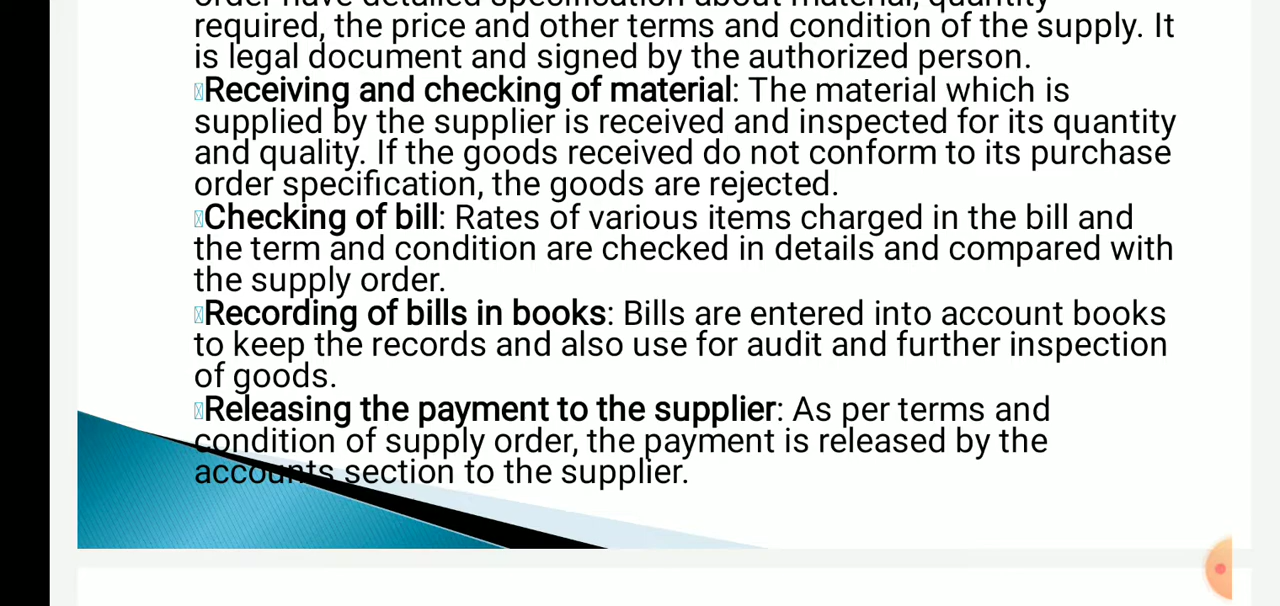 order have detailed specification about material, quantity
required, the price and other terms and condition of the supply. It
is legal document and signed by the authorized person.
Receiving and checking of material: The material which is
supplied by the supplier is received and inspected for its quantity
and quality. If the goods received do not conform to its purchase
order specification, the goods are rejected.
Checking of bill: Rates of various items charged in the bill and
the term and condition are checked in details and compared with
the supply order.
Recording of bills in books: Bills are entered into account books
to keep the records and also use for audit and further inspection
of goods.
Releasing the payment to the supplier: As per terms and
condition of supply order, the payment is released by the
accounts section to the supplier.